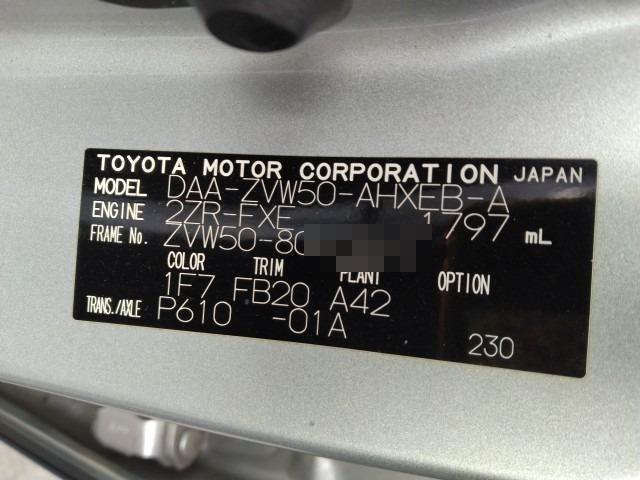 TOYOTA MOTOR CORPORATION JAPAN
MODEL DAA-ZVW50-AHXEB-A
ENGINE 2ZR-FXE 1797 mL
FRAME No. ZVW50-80
COLOR TRIM PLANT OPTION
1F7 FB20 A42
TRANS./AXLE P610 -01A
230